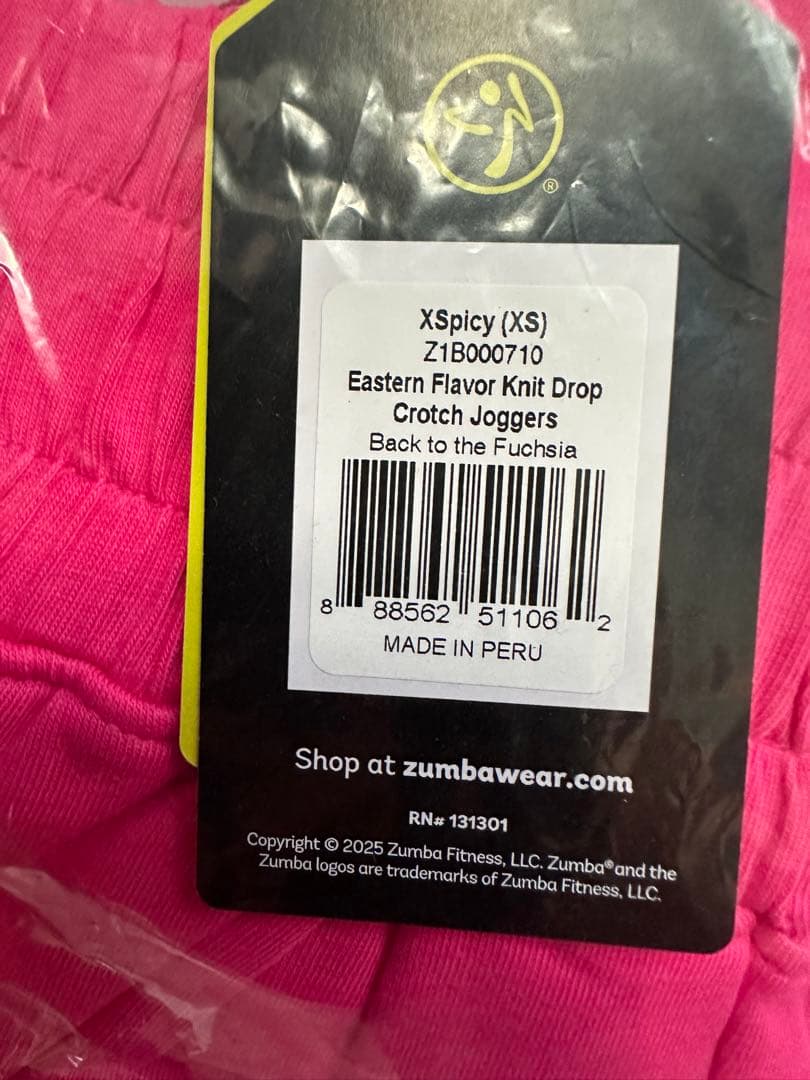 ®
XSpicy (XS)
Z1B000710
Eastern Flavor Knit Drop
Crotch Joggers
Back to the Fuchsia
8 88562 51106 2
MADE IN PERU
Shop at zumbawear.com
RN# 131301
Copyright © 2025 Zumba Fitness, LLC. Zumba® and the
Zumba logos are trademarks of Zumba Fitness, LLC.